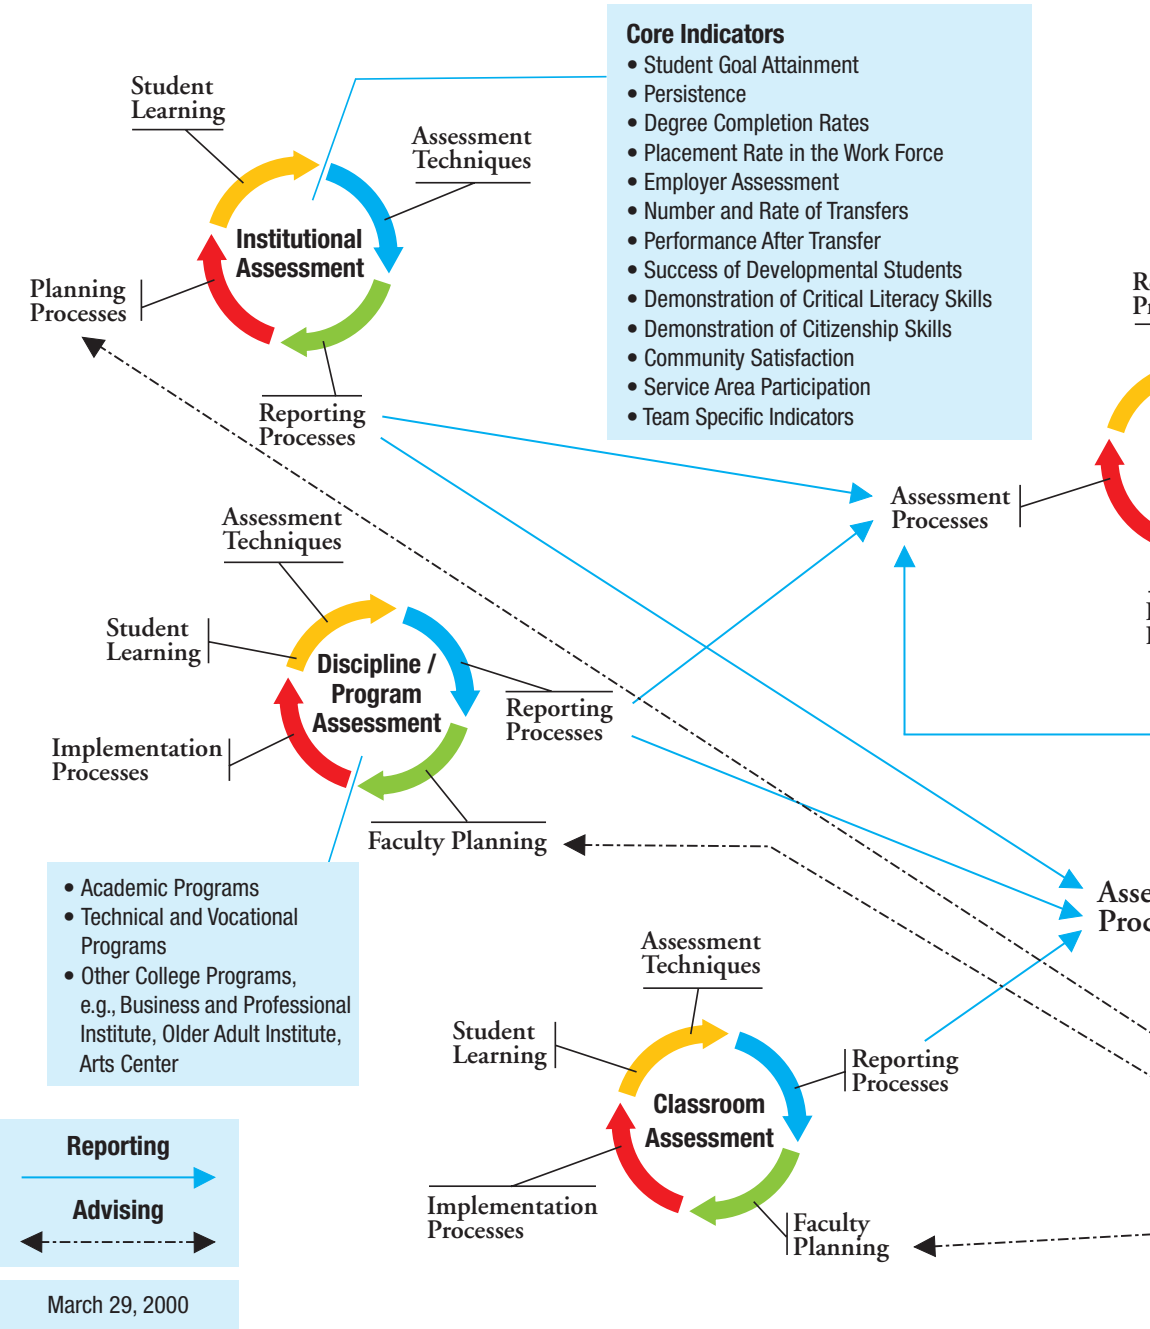 Core Indicators
• Student Goal Attainment
• Persistence
• Degree Completion Rates
• Placement Rate in the Work Force
• Employer Assessment
• Number and Rate of Transfers
• Performance After Transfer
• Success of Developmental Students
• Demonstration of Critical Literacy Skills
• Demonstration of Citizenship Skills
• Community Satisfaction
• Service Area Participation
• Team Specific Indicators
Student
Learning
Assessment
Techniques
Institutional
Assessment
Planning
Processes
Reporting
Processes
Assessment
Processes
Assessment
Techniques
Student
Learning
Discipline /
Program
Assessment
Reporting
Processes
Implementation
Processes
Faculty Planning
• Academic Programs
• Technical and Vocational
Programs
• Other College Programs,
e.g., Business and Professional
Institute, Older Adult Institute,
Arts Center
Assessment
Techniques
Student
Learning
Reporting
Processes
Classroom
Assessment
Implementation
Processes
Faculty
Planning
Reporting
Advising
March 29, 2000